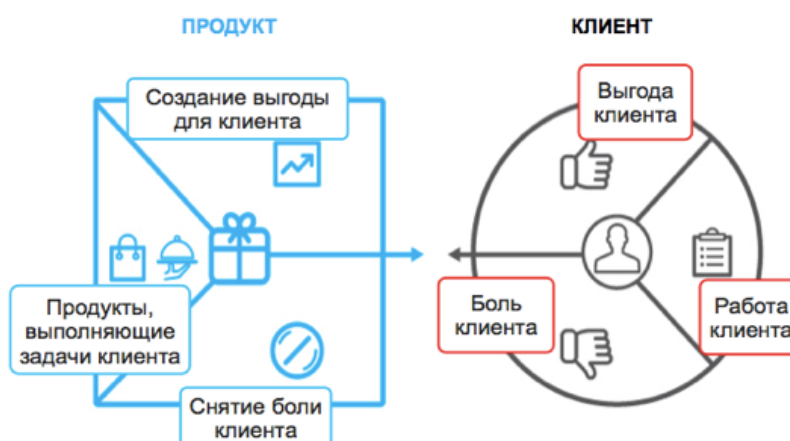 ПРОДУКТ
КЛИЕНТ
Создание выгоды
для клиента
Выгода
клиента
Продукты,
выполняющие
задачи клиента
Боль
клиента
Работа
клиента
Снятие боли
клиента